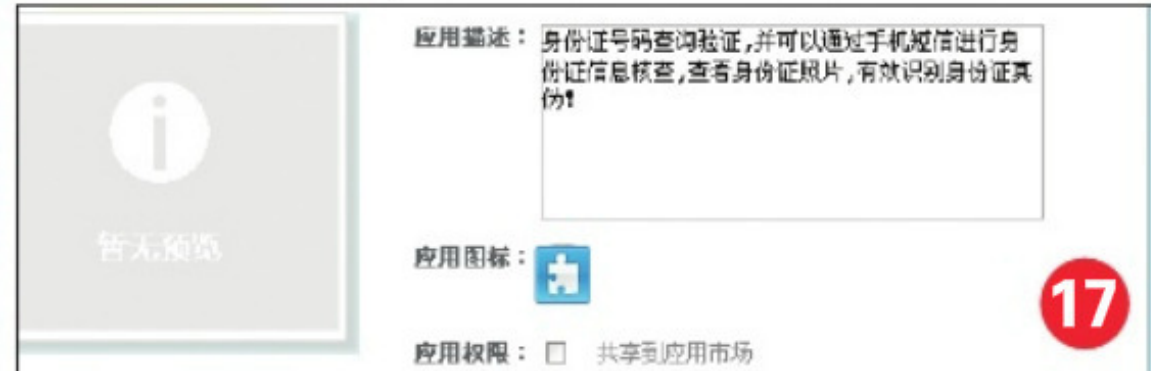 应用描述：
身份证号码查询验证,并可以通过手机短信进行身
份证信息核查,查看身份证照片,有效识别身份证真
伪!
暂无预览
应用图标：
17
应用权限： 共享到应用市场